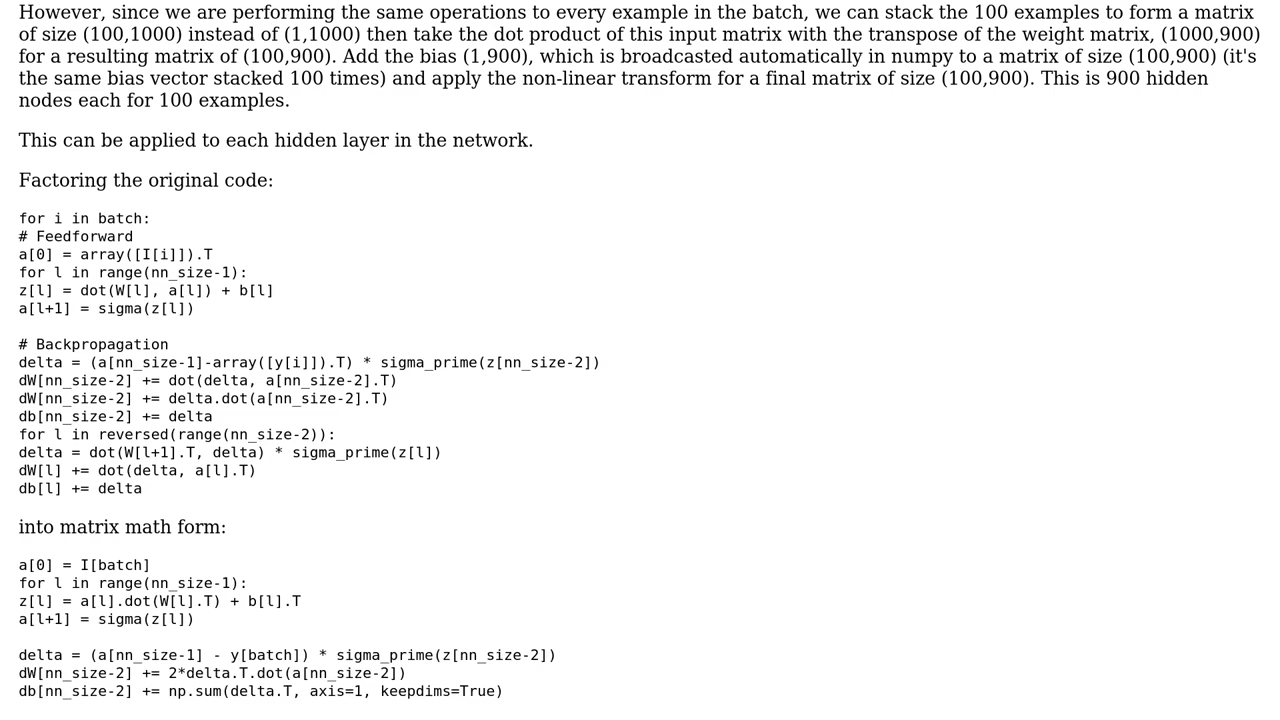 However, since we are performing the same operations to every example in the batch, we can stack the 100 examples to form a matrix
of size (100,1000) instead of (1,1000) then take the dot product of this input matrix with the transpose of the weight matrix, (1000,900)
for a resulting matrix of (100,900). Add the bias (1,900), which is broadcasted automatically in numpy to a matrix of size (100,900) (it's
the same bias vector stacked 100 times) and apply the non-linear transform for a final matrix of size (100,900). This is 900 hidden
nodes each for 100 examples.
This can be applied to each hidden layer in the network.
Factoring the original code:
for i in batch:
# Feedforward
a[0] = array([I[i]]).T
for l in range(nn_size-1):
z[l] = dot(W[l], a[l]) + b[l]
a[l+1] = sigma(z[l])
# Backpropagation
delta = (a[nn_size-1]-array([y[i]]).T) * sigma_prime(z[nn_size-2])
dW[nn_size-2] += dot(delta, a[nn_size-2].T)
dW[nn_size-2] += delta.dot(a[nn_size-2].T)
db[nn_size-2] += delta
for l in reversed(range(nn_size-2)):
delta = dot(W[l+1].T, delta) * sigma_prime(z[l])
dW[l] += dot(delta, a[l].T)
db[l] += delta
into matrix math form:
a[0] = I[batch]
for l in range(nn_size-1):
z[l] = a[l].dot(W[l].T) + b[l].T
a[l+1] = sigma(z[l])
delta = (a[nn_size-1] - y[batch]) * sigma_prime(z[nn_size-2])
dW[nn_size-2] += 2*delta.T.dot(a[nn_size-2])
db[nn_size-2] += np.sum(delta.T, axis=1, keepdims=True)